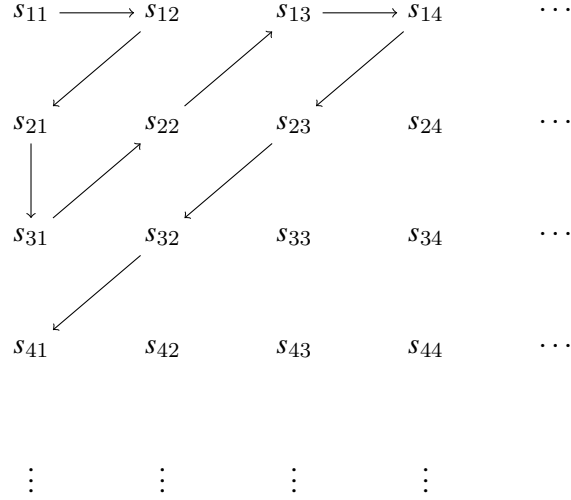 s₁₁ s₁₂ s₁₃ s₁₄ ⋯
s₂₁ s₂₂ s₂₃ s₂₄ ⋯
s₃₁ s₃₂ s₃₃ s₃₄ ⋯
s₄₁ s₄₂ s₄₃ s₄₄ ⋯
⋮ ⋮ ⋮ ⋮